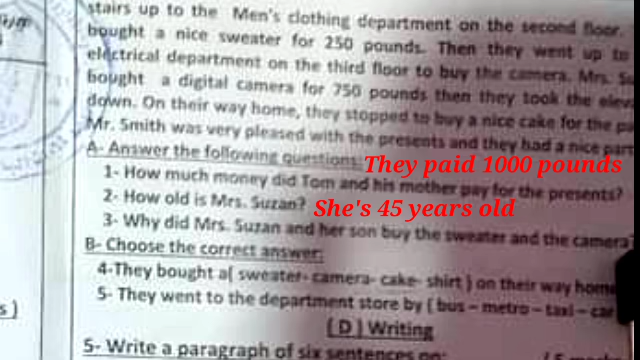 stairs up to the Men's clothing department on the second floor.
bought a nice sweater for 250 pounds. Then they went up to
electrical department on the third floor to buy the camera. Mrs. Su
bought a digital camera for 750 pounds then they took the elev
down. On their way home, they stopped to buy a nice cake for the pa
Mr. Smith was very pleased with the presents and they had a nice part
A- Answer the following questions: They paid 1000 pounds
1- How much money did Tom and his mother pay for the presents?
2- How old is Mrs. Suzan? She's 45 years old
3- Why did Mrs. Suzan and her son buy the sweater and the camera?
B- Choose the correct answer:
4-They bought a( sweater- camera- cake- shirt ) on their way home
5- They went to the department store by ( bus – metro – taxi – car
s )
( D ) Writing
5- Write a paragraph of six sentences on: